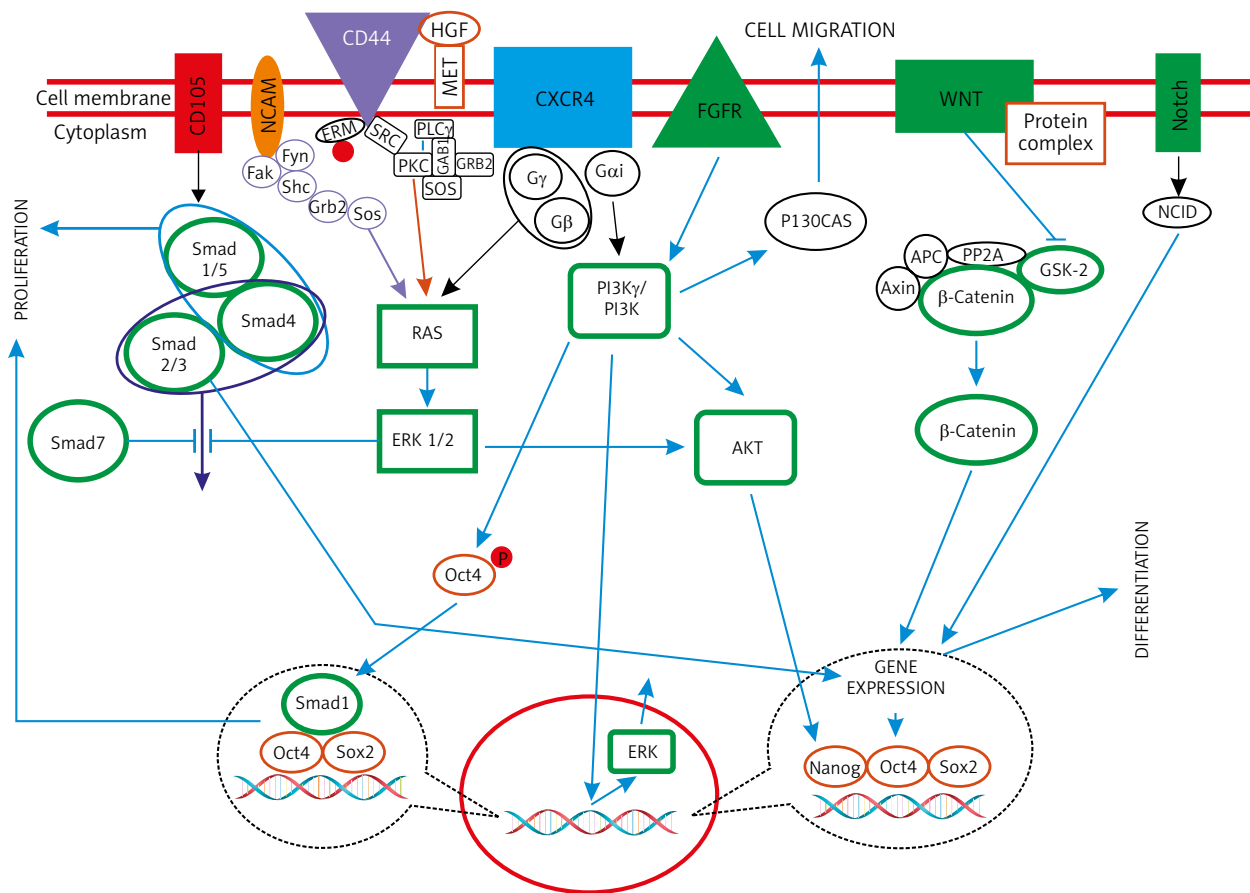 CD44
HGF
CELL MIGRATION
MET
CD105
NCAM
CXCR4
FGFR
WNT
Notch
Cell membrane
Cytoplasm
Protein
complex
ERM
SRC
PLCγ
GAB1
PKC
GRB2
SOS
Fak
Fyn
Shc
Grb2
Sos
Gγ
Gβ
Gαi
P130CAS
NCID
PROLIFERATION
Smad
1/5
Smad4
Smad
2/3
RAS
PI3Kγ/
PI3K
APC
PP2A
GSK-2
Axin
β-Catenin
Smad7
ERK 1/2
AKT
β-Catenin
Oct4
P
DIFFERENTIATION
Smad1
Oct4
Sox2
ERK
GENE
EXPRESSION
Nanog
Oct4
Sox2